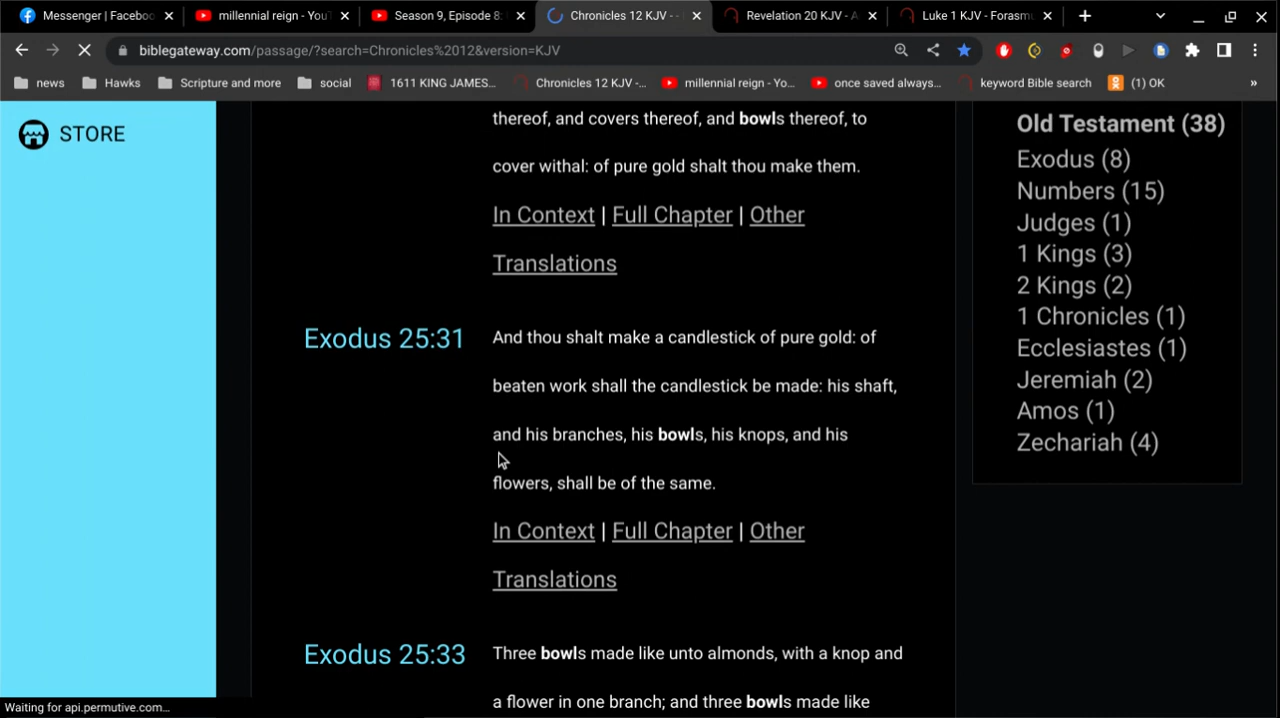 Messenger | Faceboo
millennial reign - YouT
Season 9, Episode 8:
Chronicles 12 KJV - -
Revelation 20 KJV - A
Luke 1 KJV - Forasmu
biblegateway.com/passage/?search=Chronicles%2012&version=KJV
news
Hawks
Scripture and more
social
1611 KING JAMES...
Chronicles 12 KJV -...
millennial reign - Yo...
once saved always...
keyword Bible search
(1) OK
»
STORE
thereof, and covers thereof, and bowls thereof, to
cover withal: of pure gold shalt thou make them.
In Context | Full Chapter | Other
Translations
Exodus 25:31
And thou shalt make a candlestick of pure gold: of
beaten work shall the candlestick be made: his shaft,
and his branches, his bowls, his knops, and his
flowers, shall be of the same.
In Context | Full Chapter | Other
Translations
Exodus 25:33
Three bowls made like unto almonds, with a knop and
a flower in one branch; and three bowls made like
Old Testament (38)
Exodus (8)
Numbers (15)
Judges (1)
1 Kings (3)
2 Kings (2)
1 Chronicles (1)
Ecclesiastes (1)
Jeremiah (2)
Amos (1)
Zechariah (4)
Waiting for api.permutive.com...